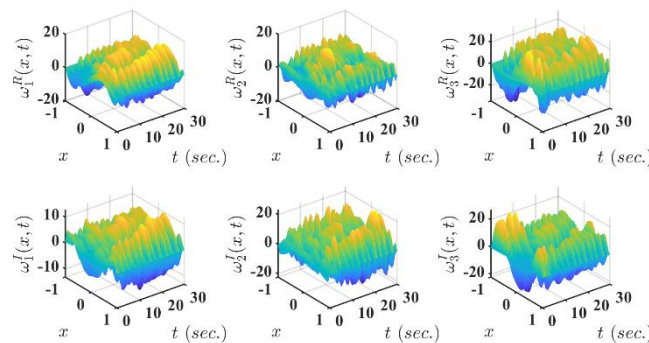 20 20
ω₁ᴿ(x,t) 0 ω₂ᴿ(x,t) 0 ω₃ᴿ(x,t) 20 0 -20
-20 -20
-1 0 1 0 10 20 30 -1 0 1 0 10 20 30 -1 0 1 0 10 20 30
x t (sec.) x t (sec.) x t (sec.)
10 20 20
ω₁ᴵ(x,t) 0 ω₂ᴵ(x,t) 0 ω₃ᴵ(x,t) 0
-10 -20 -20
-1 0 1 0 10 20 30 -1 0 1 0 10 20 30 -1 0 1 0 10 20 30
x t (sec.) x t (sec.) x t (sec.)